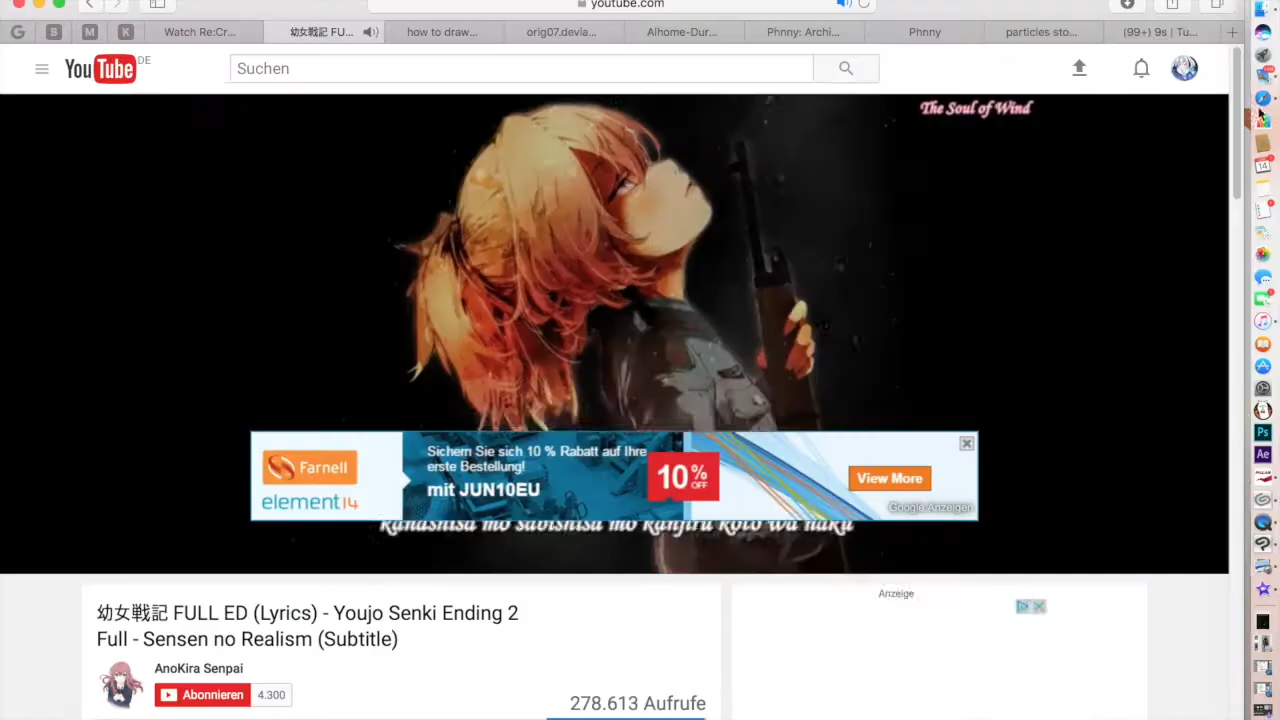 youtube.com
G
S
M
K
Watch Re:Cr...
幼女戦記 FU...
how to draw...
orig07.devia...
Alhome-Dur...
Phnny: Archi...
Phnny
particles sto...
(99+) 9s | Tu...
YouTube DE
Suchen
The Soul of Wind
Farnell
element14
Sichern Sie sich 10 % Rabatt auf Ihre
erste Bestellung!
mit JUN10EU
10% OFF
View More
Google-Anzeigen
kanashisa mo sabishisa mo kanjiru koto wa naku
幼女戦記 FULL ED (Lyrics) - Youjo Senki Ending 2
Full - Sensen no Realism (Subtitle)
AnoKira Senpai
Abonnieren
4.300
278.613 Aufrufe
Anzeige
14
Ps
Ae